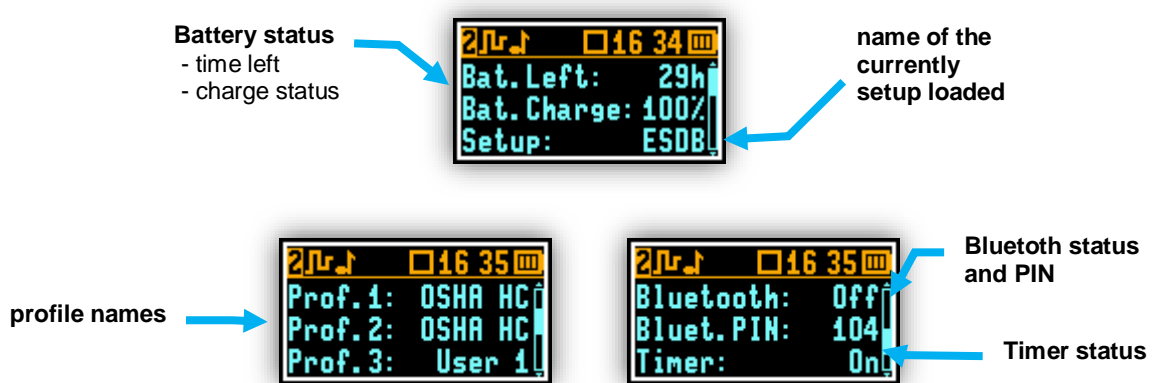 Battery status
- time left
- charge status
2 16 34
Bat.Left: 29h
Bat.Charge: 100%
Setup: ESDB
name of the
currently
setup loaded
profile names
2 16 35
Prof.1: OSHA HC
Prof.2: OSHA HC
Prof.3: User 1
2 16 35
Bluetooth: Off
Bluet.PIN: 104
Timer: On
Bluetoth status
and PIN
Timer status